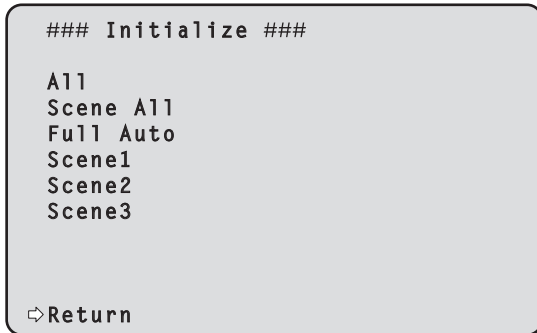 ### Initialize ###
All
Scene All
Full Auto
Scene1
Scene2
Scene3
⇨Return